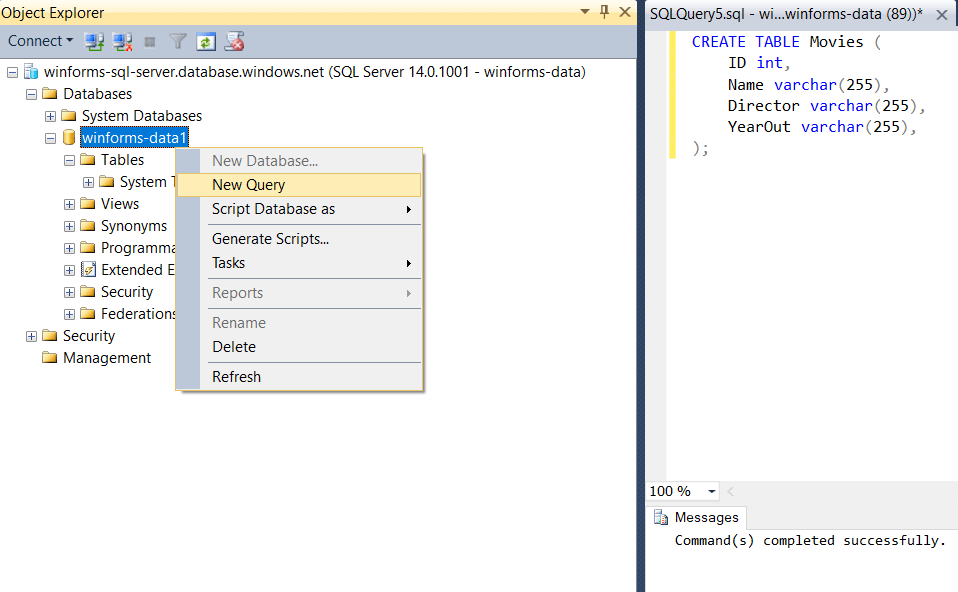 Object Explorer
Connect
winforms-sql-server.database.windows.net (SQL Server 14.0.1001 - winforms-data)
Databases
System Databases
winforms-data1
Tables
System T
Views
Synonyms
Programma
Extended E
Security
Federations
Security
Management
New Database...
New Query
Script Database as
Generate Scripts...
Tasks
Reports
Rename
Delete
Refresh
SQLQuery5.sql - wi...winforms-data (89))*
CREATE TABLE Movies (
ID int,
Name varchar(255),
Director varchar(255),
YearOut varchar(255),
);
100 %
Messages
Command(s) completed successfully.